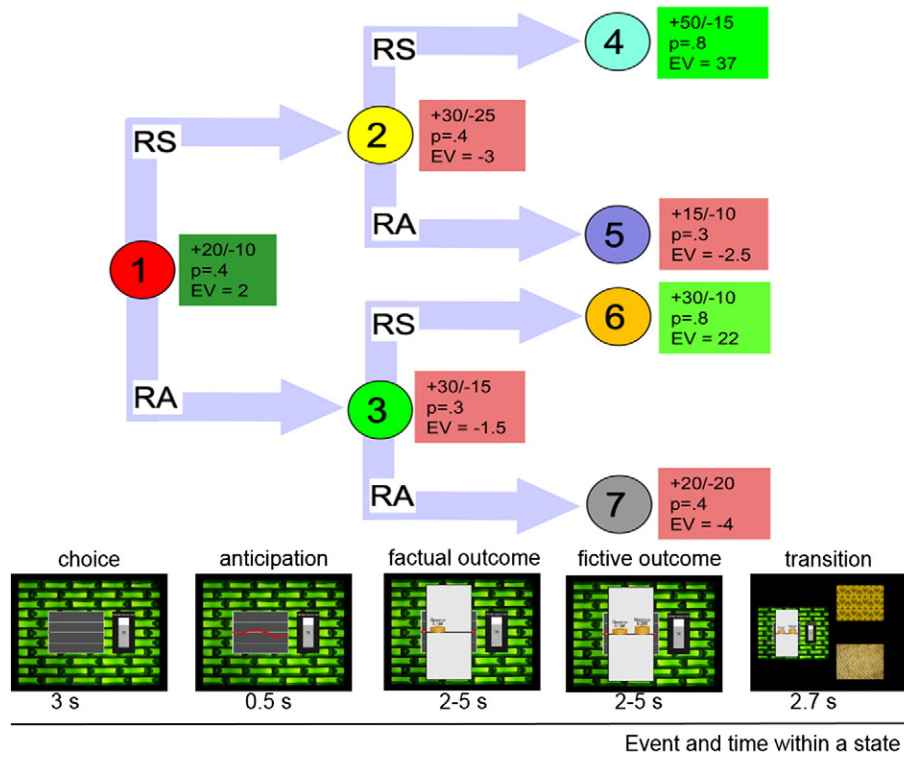 4
+50/-15
p=.8
EV = 37
RS
2
+30/-25
p=.4
EV = -3
RS
RA
5
+15/-10
p=.3
EV = -2.5
1
+20/-10
p=.4
EV = 2
6
+30/-10
p=.8
EV = 22
RS
RA
3
+30/-15
p=.3
EV = -1.5
RA
7
+20/-20
p=.4
EV = -4
choice
anticipation
factual outcome
fictive outcome
transition
3 s
0.5 s
2-5 s
2-5 s
2.7 s
Event and time within a state